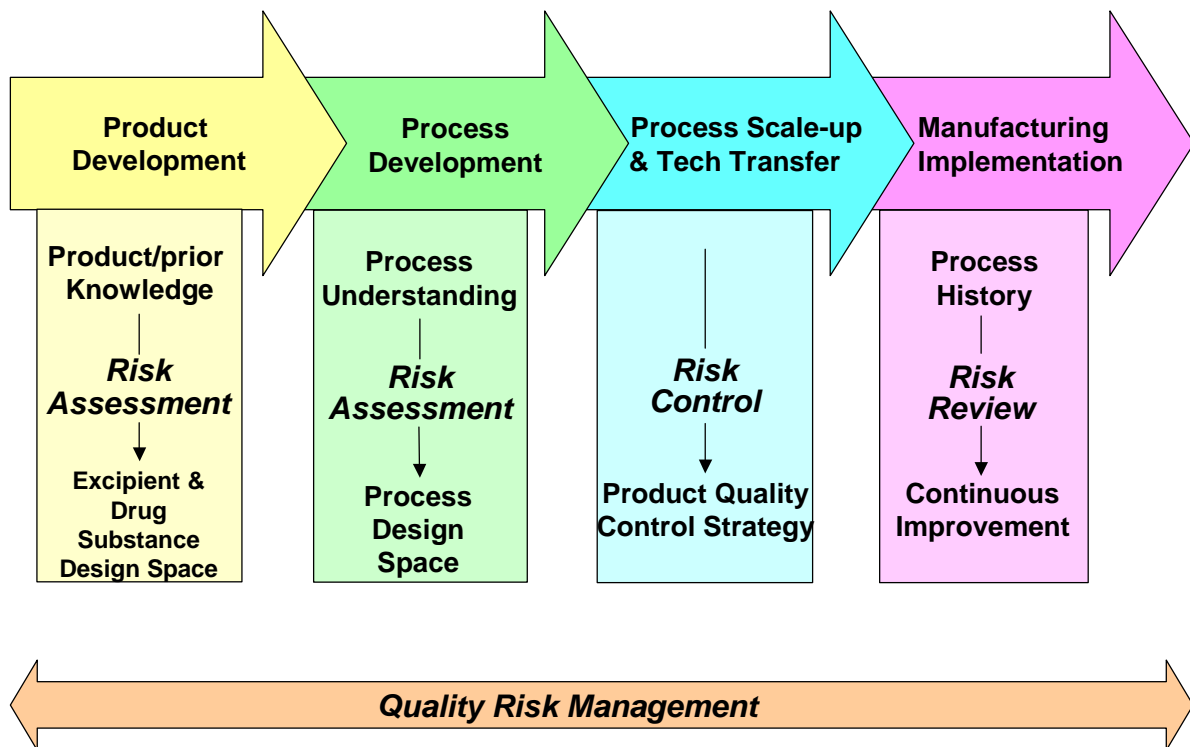 Product
Development
Process
Development
Process Scale-up
& Tech Transfer
Manufacturing
Implementation
Product/prior
Knowledge
Risk
Assessment
Excipient &
Drug
Substance
Design Space
Process
Understanding
Risk
Assessment
Process
Design
Space
Risk
Control
Product Quality
Control Strategy
Process
History
Risk
Review
Continuous
Improvement
Quality Risk Management